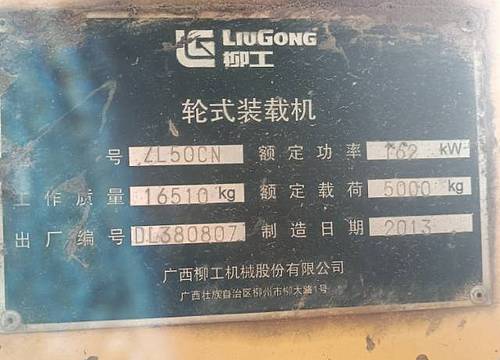 LIUGONG
柳工
轮式装载机
号 ZL50CN 额定功率 162 kW
工作质量 16510 kg 额定载荷 5000 kg
出厂编号 DL380807 制造日期 2013
广西柳工机械股份有限公司
广西壮族自治区柳州市柳太路1号